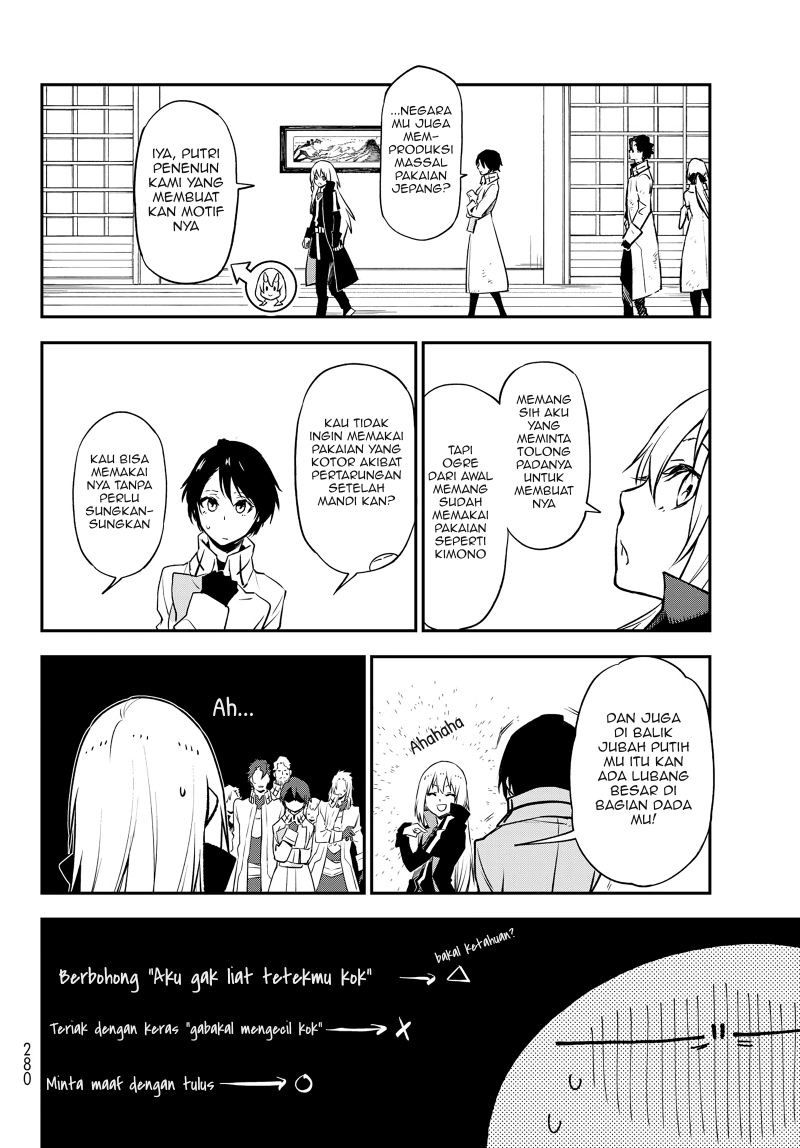 ...NEGARA
MU JUGA
MEM-
PRODUKSI
MASSAL
PAKAIAN
JEPANG?
IYA, PUTRI
PENENUN
KAMI YANG
MEMBUAT
KAN MOTIF
NYA
MEMANG
SIH AKU
YANG
MEMINTA
TOLONG
PADANYA
UNTUK
MEMBUAT
NYA
TAPI
OGRE
DARI AWAL
MEMANG
SUDAH
MEMAKAI
PAKAIAN
SEPERTI
KIMONO
KAU TIDAK
INGIN MEMAKAI
PAKAIAN YANG
KOTOR AKIBAT
PERTARUNGAN
SETELAH
MANDI KAN?
KAU BISA
MEMAKAI
NYA TANPA
PERLU
SUNGKAN-
SUNGKAN
DAN JUGA
DI BALIK
JUBAH PUTIH
MU ITU KAN
ADA LUBANG
BESAR DI
BAGIAN DADA
MU!
Ahahaha
Ah...
Berbohong "Aku gak liat tetekmu kok" → △
bakal ketahuan?
Teriak dengan keras "gabakal mengecil kok" → X
Minta maaf dengan tulus → O
280